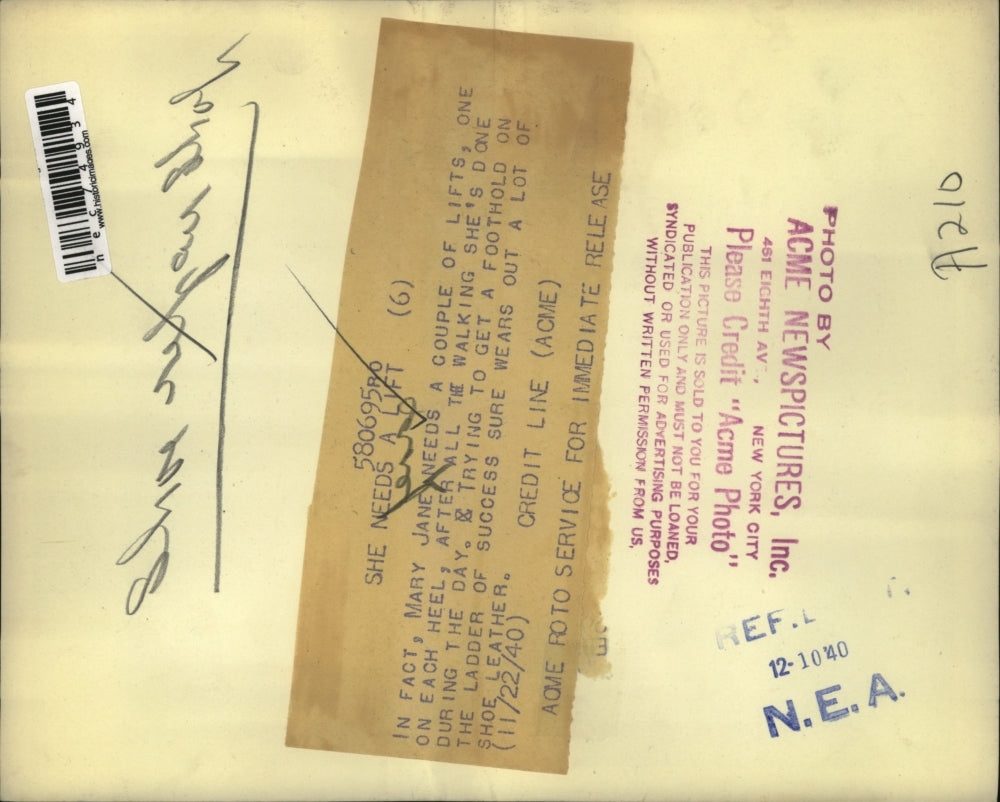 580695RO
SHE NEEDS A LIFT (6)
IN FACT, MARY JANE NEEDS A COUPLE OF LIFTS, ONE
ON EACH HEEL, AFTER ALL THE WALKING SHE'S DONE
DURING THE DAY. & TRYING TO GET A FOOTHOLD ON
THE LADDER OF SUCCESS SURE WEARS OUT A LOT OF
SHOE LEATHER.
(11/22/40) CREDIT LINE (ACME)
ACME ROTO SERVICE FOR IMMEDIATE RELEASE
PHOTO BY
ACME NEWSPICTURES, Inc.
461 EIGHTH AV., NEW YORK CITY
Please Credit "Acme Photo"
THIS PICTURE IS SOLD TO YOU FOR YOUR
PUBLICATION ONLY AND MUST NOT BE LOANED,
SYNDICATED OR USED FOR ADVERTISING PURPOSES
WITHOUT WRITTEN PERMISSION FROM US.
REF.
12-10'40
N.E.A.
www.historicimages.com